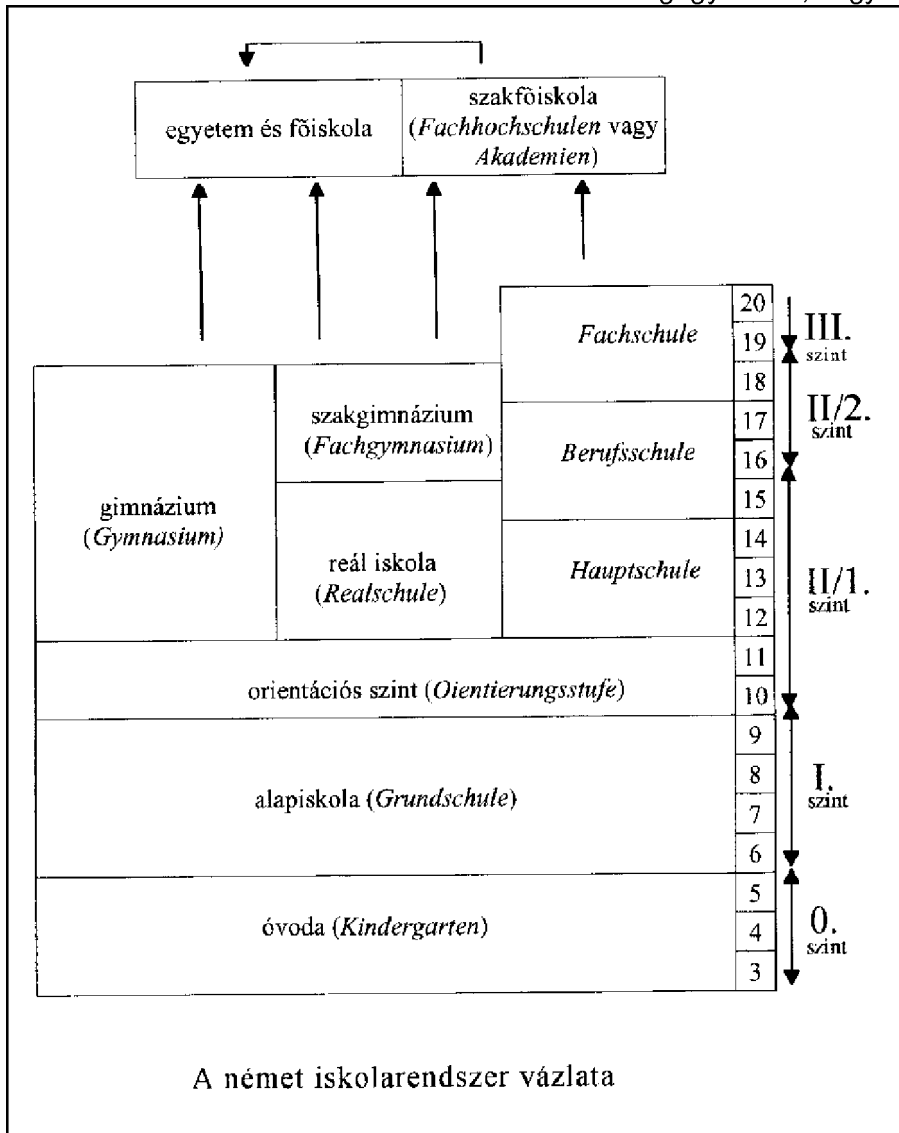 egyetem és fõiskola
szakfõiskola
(Fachhochschulen vagy
Akademien)
Fachschule
szakgimnázium
(Fachgymnasium)
Berufsschule
gimnázium
(Gymnasium)
reál iskola
(Realschule)
Hauptschule
orientációs szint (Oientierungsstufe)
alapiskola (Grundschule)
óvoda (Kindergarten)
20
19
18
17
16
15
14
13
12
11
10
9
8
7
6
5
4
3
III.
szint
II/2.
szint
II/1.
szint
I.
szint
0.
szint
A német iskolarendszer vázlata